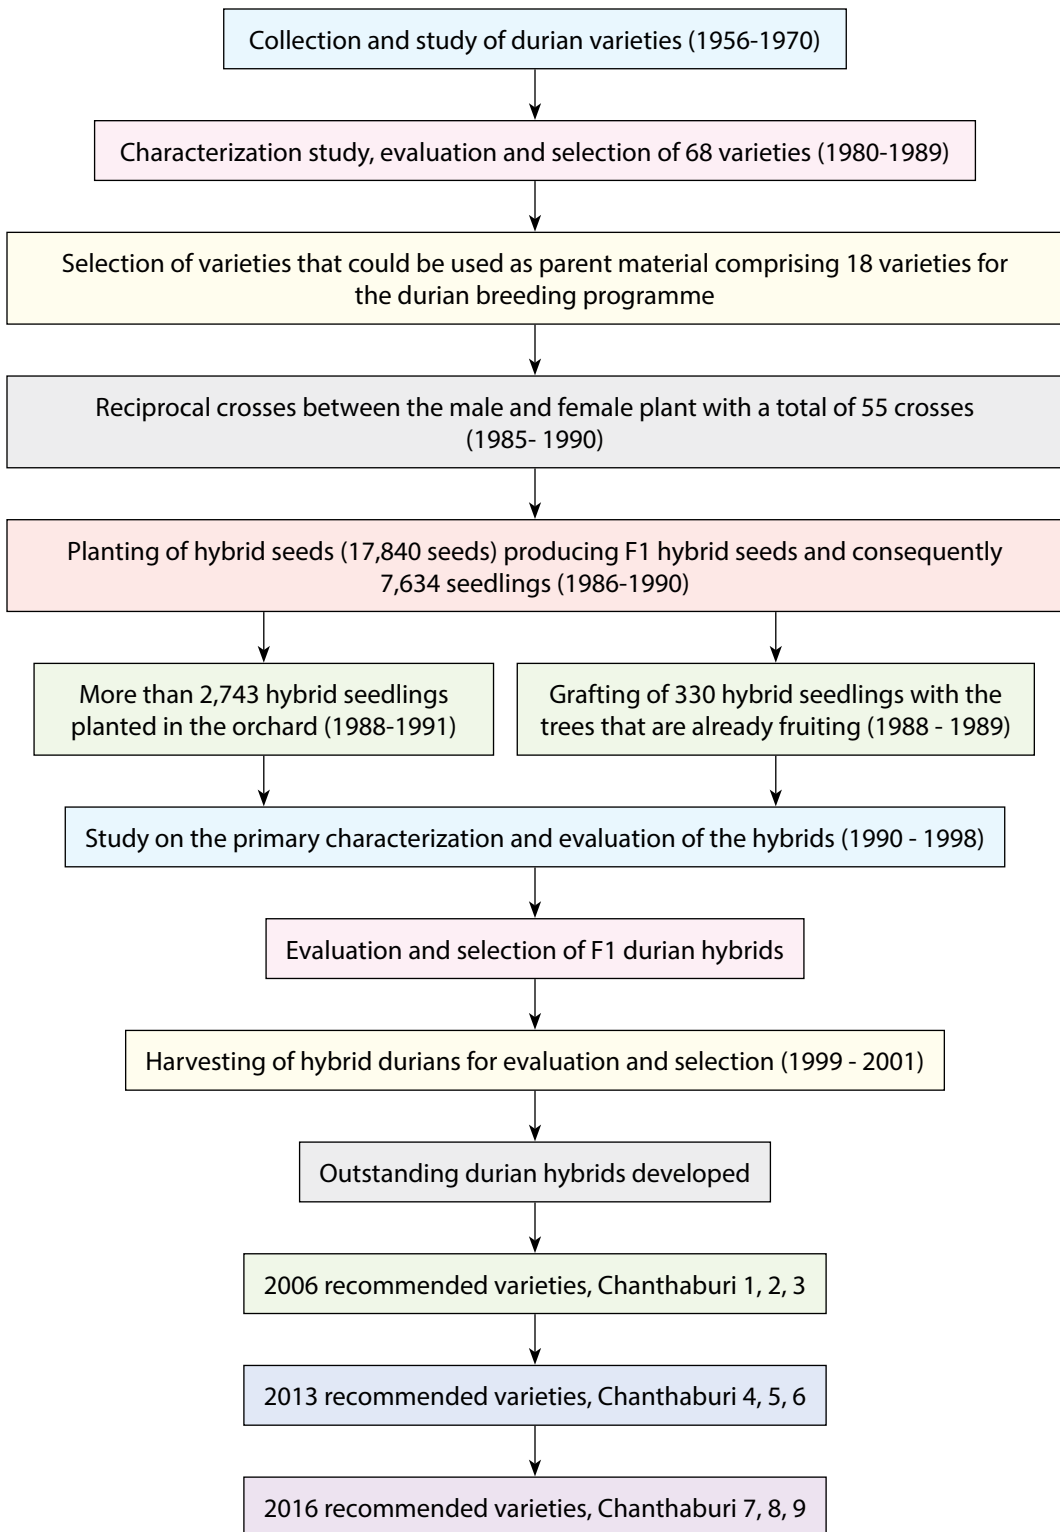 Collection and study of durian varieties (1956-1970)
Characterization study, evaluation and selection of 68 varieties (1980-1989)
Selection of varieties that could be used as parent material comprising 18 varieties for
the durian breeding programme
Reciprocal crosses between the male and female plant with a total of 55 crosses
(1985- 1990)
Planting of hybrid seeds (17,840 seeds) producing F1 hybrid seeds and consequently
7,634 seedlings (1986-1990)
More than 2,743 hybrid seedlings
planted in the orchard (1988-1991)
Grafting of 330 hybrid seedlings with the
trees that are already fruiting (1988 - 1989)
Study on the primary characterization and evaluation of the hybrids (1990 - 1998)
Evaluation and selection of F1 durian hybrids
Harvesting of hybrid durians for evaluation and selection (1999 - 2001)
Outstanding durian hybrids developed
2006 recommended varieties, Chanthaburi 1, 2, 3
2013 recommended varieties, Chanthaburi 4, 5, 6
2016 recommended varieties, Chanthaburi 7, 8, 9